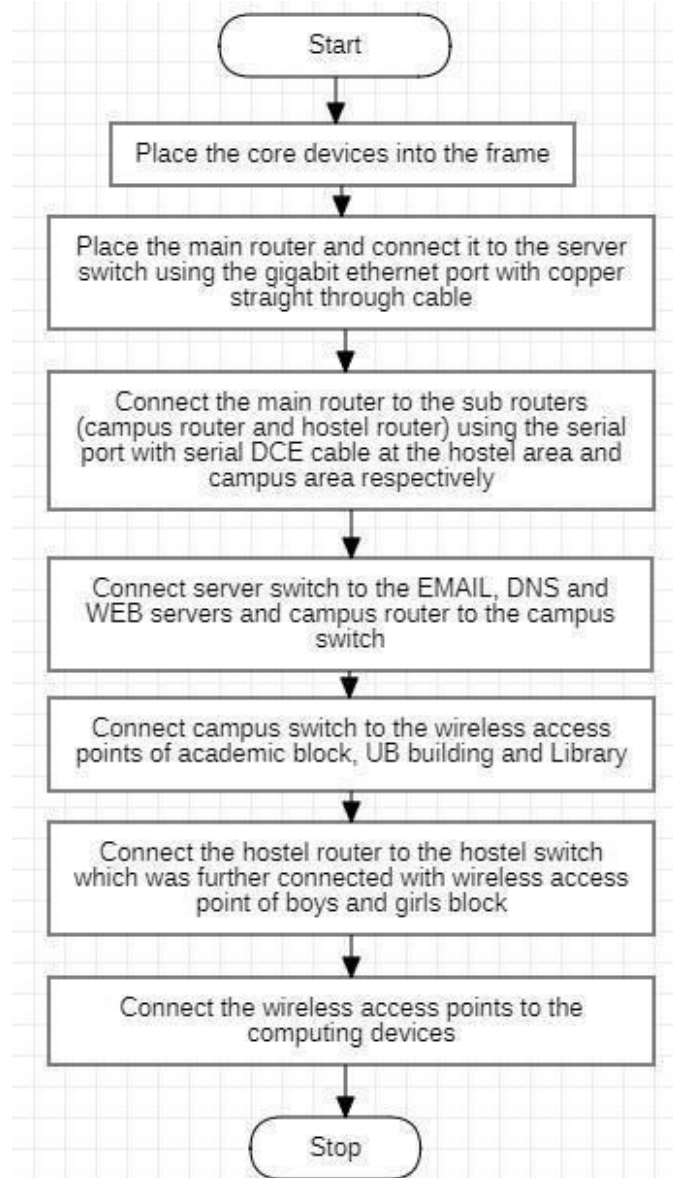 Start
Place the core devices into the frame
Place the main router and connect it to the server
switch using the gigabit ethernet port with copper
straight through cable
Connect the main router to the sub routers
(campus router and hostel router) using the serial
port with serial DCE cable at the hostel area and
campus area respectively
Connect server switch to the EMAIL, DNS and
WEB servers and campus router to the campus
switch
Connect campus switch to the wireless access
points of academic block, UB building and Library
Connect the hostel router to the hostel switch
which was further connected with wireless access
point of boys and girls block
Connect the wireless access points to the
computing devices
Stop